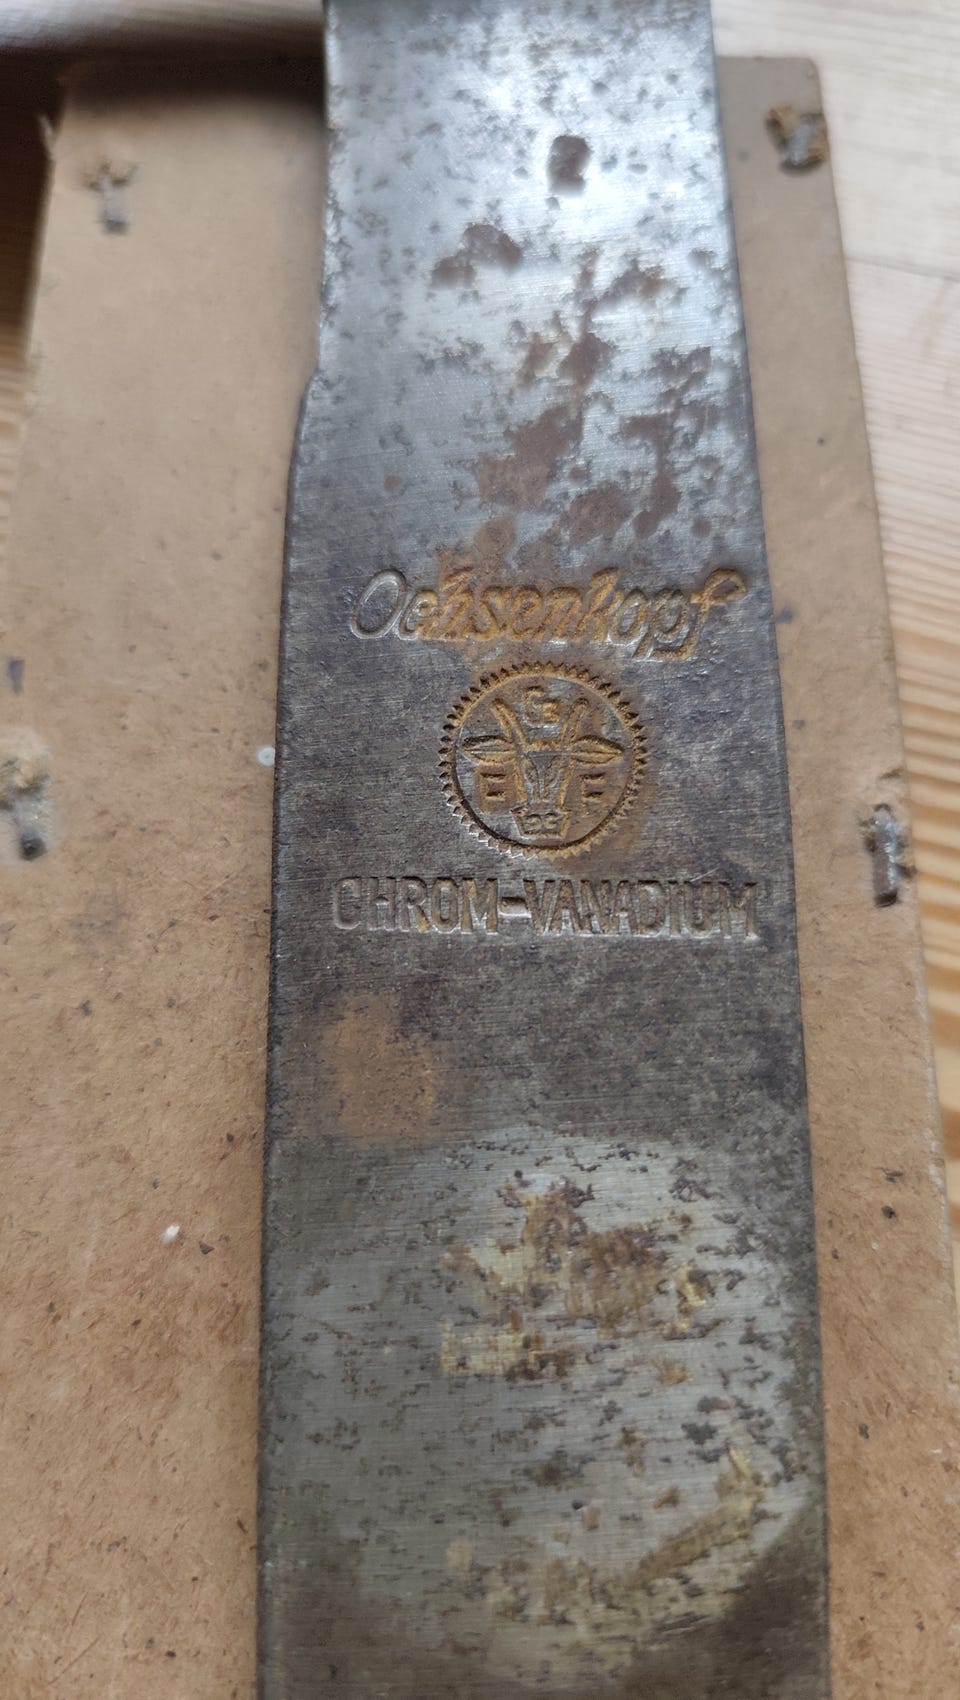 Ochsenkopf
G
E F
CHROM-VANADIUM